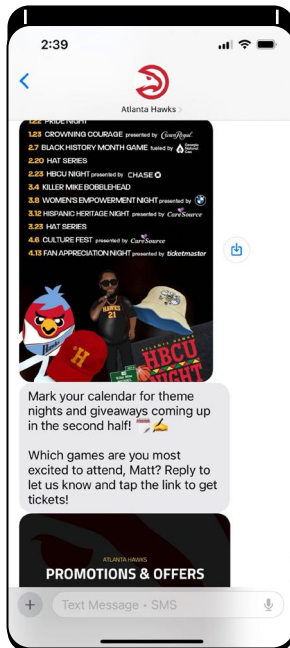 2:39
Atlanta Hawks
1.22 PRIDE NIGHT
1.23 CROWNING COURAGE presented by Crown Royal
2.7 BLACK HISTORY MONTH GAME fueled by Georgia Natural Gas
2.20 HAT SERIES
2.23 HBCU NIGHT presented by CHASE
3.4 KILLER MIKE BOBBLEHEAD
3.8 WOMEN'S EMPOWERMENT NIGHT presented by
3.12 HISPANIC HERITAGE NIGHT presented by CareSource
3.23 HAT SERIES
4.6 CULTURE FEST presented by CareSource
4.13 FAN APPRECIATION NIGHT presented by ticketmaster
HAWKS
21
Hawks
"H"
ATLANTA HAWKS
HBCU
NIGHT
Mark your calendar for theme
nights and giveaways coming up
in the second half! 🗓️✍️
Which games are you most
excited to attend, Matt? Reply to
let us know and tap the link to get
tickets!
ATLANTA HAWKS
PROMOTIONS & OFFERS
Text Message • SMS